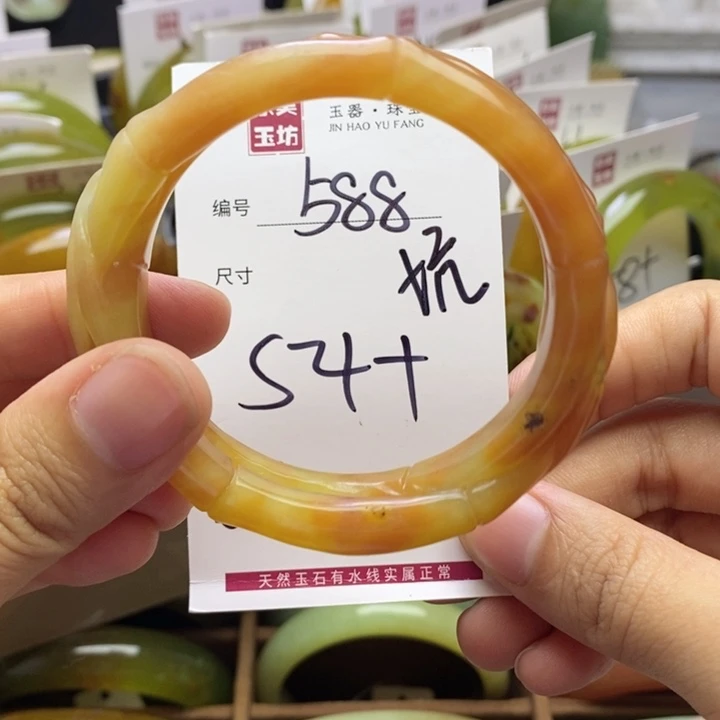 玉器·珠宝
玉坊
JIN HAO YU FANG
编号 588
坑
尺寸
54+
天然玉石有水线实属正常
8+